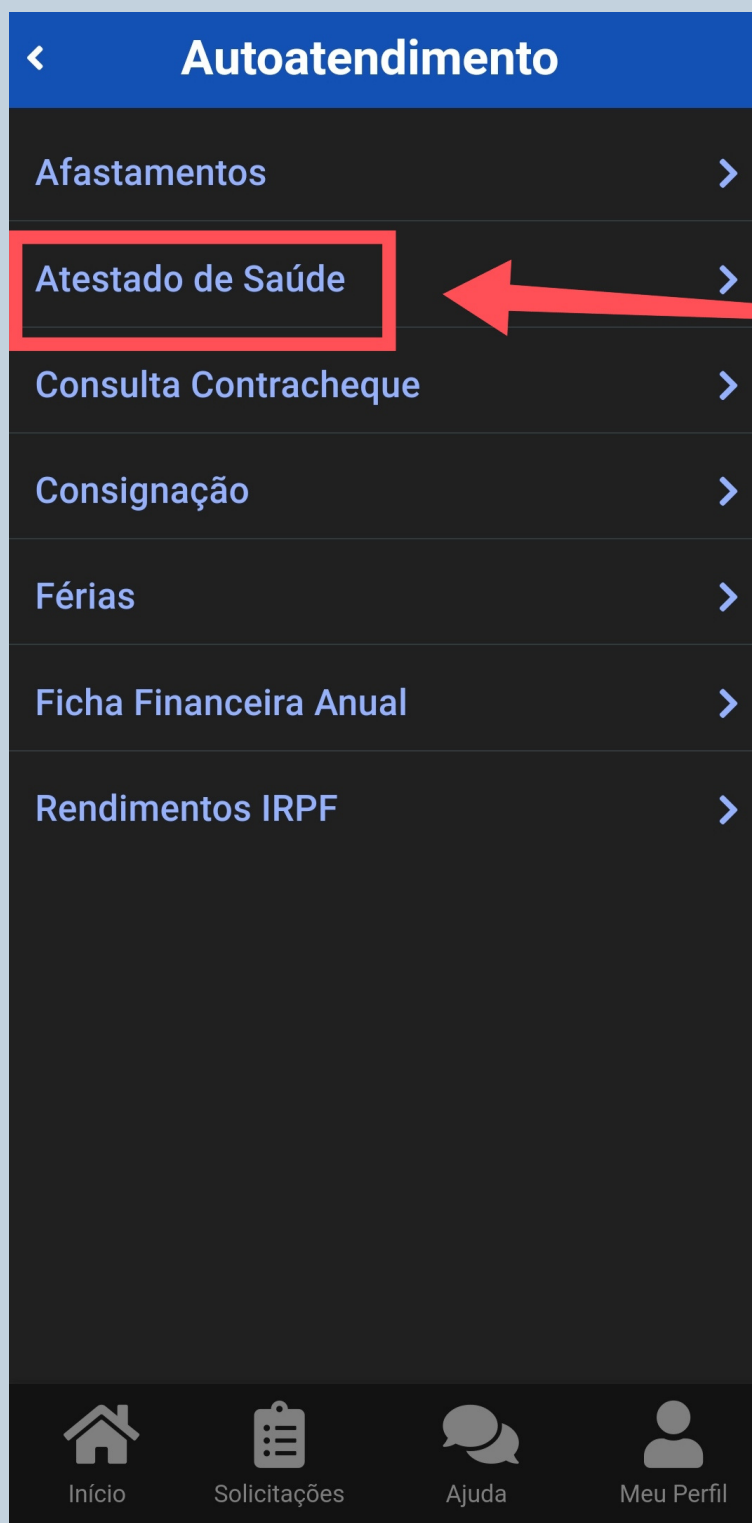 Autoatendimento
Afastamentos
Atestado de Saúde
Consulta Contracheque
Consignação
Férias
Ficha Financeira Anual
Rendimentos IRPF
Início Solicitações Ajuda Meu Perfil